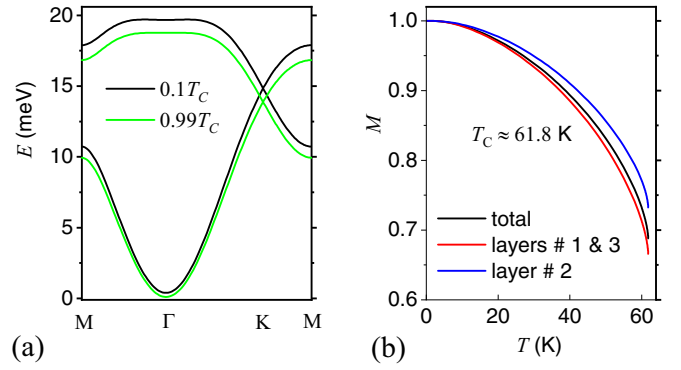 20
15
10
5
0
E (meV)
0.1T_C
0.99T_C
M Γ K M
(a)
1.0
0.9
0.8
0.7
0.6
M
T_C ≈ 61.8 K
total
layers # 1 & 3
layer # 2
0 20 40 60
T (K)
(b)